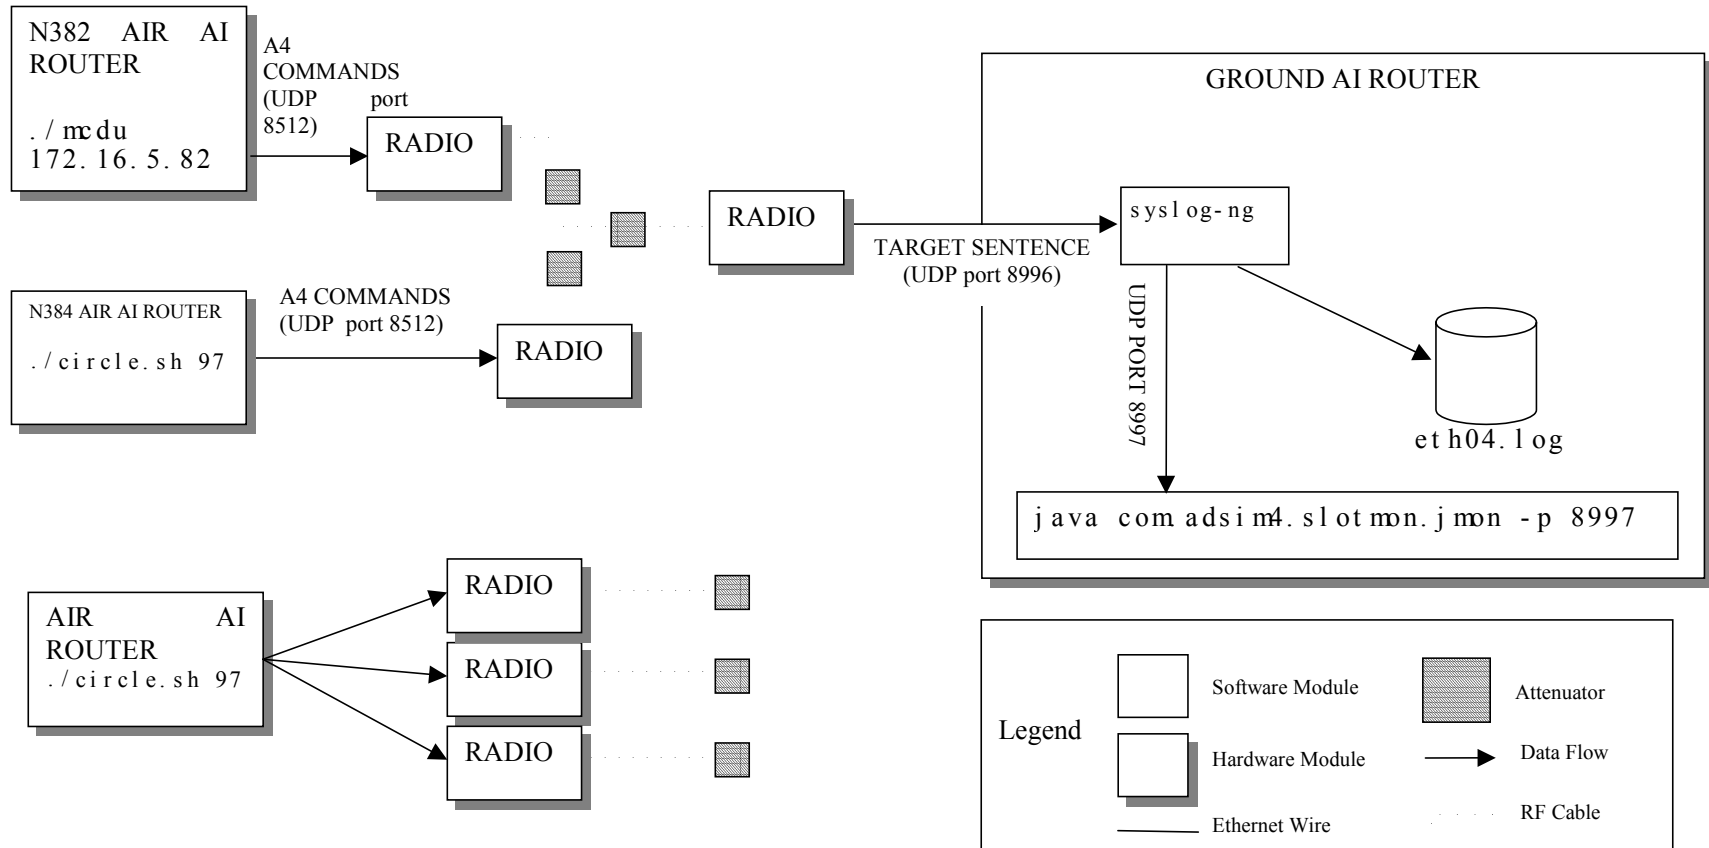 N382 AIR AI
ROUTER
./mcdu
172.16.5.82
A4
COMMANDS
(UDP port
8512)
RADIO
N384 AIR AI ROUTER
./circle.sh 97
A4 COMMANDS
(UDP port 8512)
RADIO
RADIO
TARGET SENTENCE
(UDP port 8996)
GROUND AI ROUTER
syslog-ng
UDP PORT 8997
eth04.log
java com adsim4.slotmon.jmon -p 8997
AIR AI
ROUTER
./circle.sh 97
RADIO
RADIO
RADIO
Legend
Software Module
Hardware Module
Ethernet Wire
Attenuator
Data Flow
RF Cable